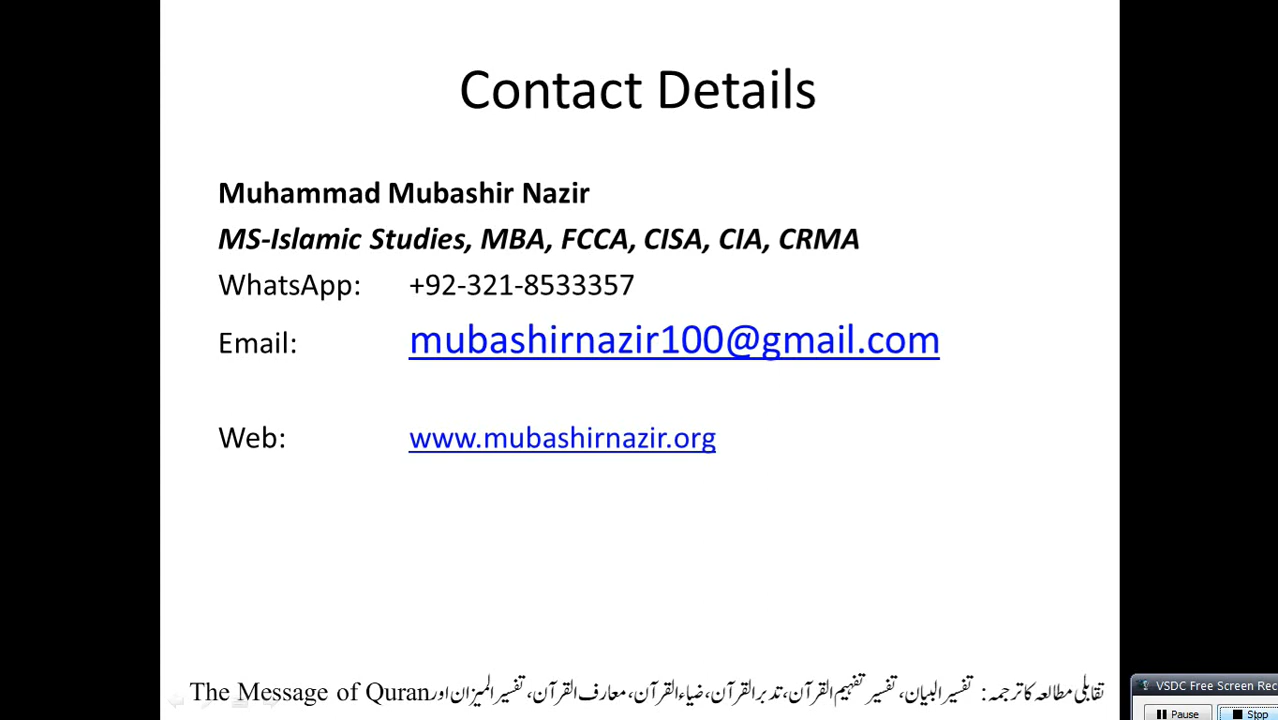 Contact Details
Muhammad Mubashir Nazir
MS-Islamic Studies, MBA, FCCA, CISA, CIA, CRMA
WhatsApp: +92-321-8533357
Email: mubashirnazir100@gmail.com
Web: www.mubashirnazir.org
تقابلی مطالعہ کا ترجمہ: تفسیر البیان، تفسیر تفہیم القرآن، تدبر القرآن، ضیاء القرآن، معارف القرآن، تفسیر المیزان اور The Message of Quran
VSDC Free Screen Rec
Pause Stop